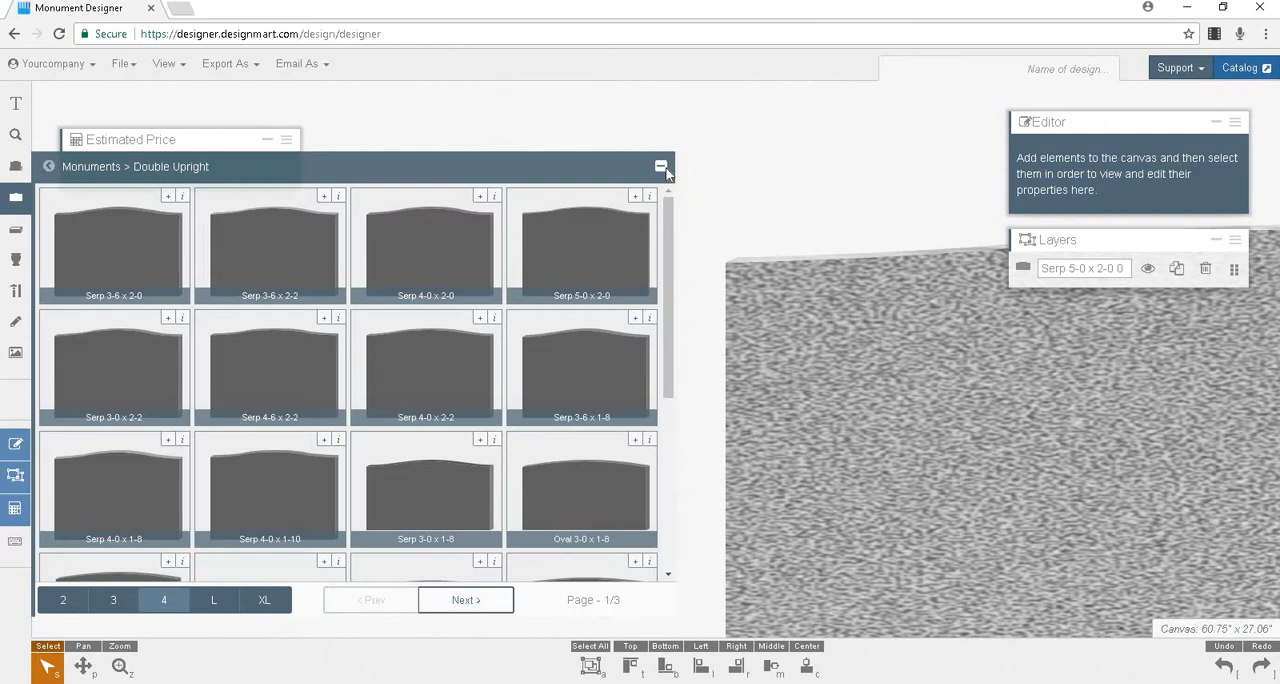 Monument Designer
Secure
https://designer.designmart.com/design/designer
Yourcompany File View Export As Email As
Name of design...
Support Catalog
Estimated Price
Monuments > Double Upright
Serp 3-6 x 2-0
Serp 3-6 x 2-2
Serp 4-0 x 2-0
Serp 5-0 x 2-0
Serp 3-0 x 2-2
Serp 4-6 x 2-2
Serp 4-0 x 2-2
Serp 3-6 x 1-8
Serp 4-0 x 1-8
Serp 4-0 x 1-10
Serp 3-0 x 1-8
Oval 3-0 x 1-8
2 3 4 L XL
< Prev
Next >
Page - 1/3
Editor
Add elements to the canvas and then select
them in order to view and edit their
properties here.
Layers
Serp 5-0 x 2-0 0
Canvas: 60.75" x 27.06"
Select Pan Zoom
s p z
Select All Top Bottom Left Right Middle Center
a t b l r m c
Undo Redo
[ ]